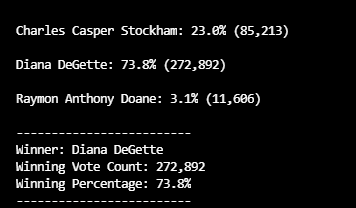 Charles Casper Stockham: 23.0% (85,213)
Diana DeGette: 73.8% (272,892)
Raymon Anthony Doane: 3.1% (11,606)
-------------------------
Winner: Diana DeGette
Winning Vote Count: 272,892
Winning Percentage: 73.8%
-------------------------